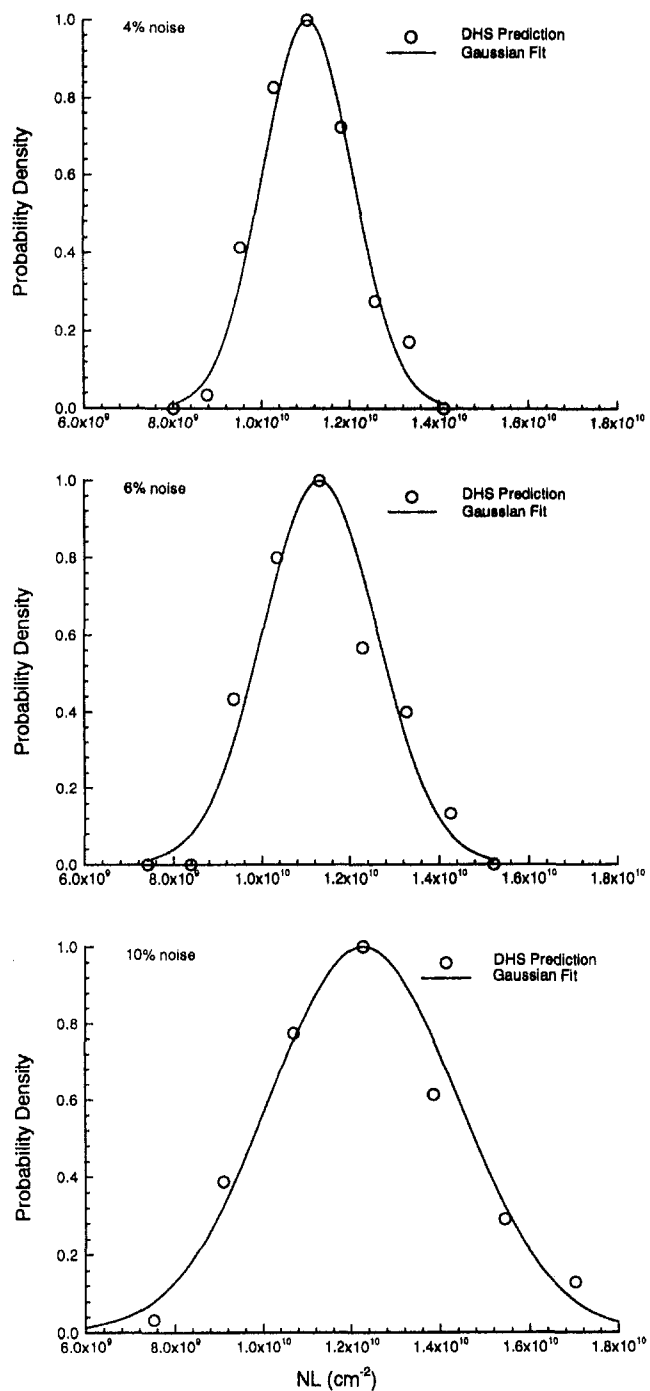 4% noise
DHS Prediction
Gaussian Fit
Probability Density
1.0
0.8
0.6
0.4
0.2
0.0
6.0x10⁹ 8.0x10⁹ 1.0x10¹⁰ 1.2x10¹⁰ 1.4x10¹⁰ 1.6x10¹⁰ 1.8x10¹⁰
6% noise
DHS Prediction
Gaussian Fit
Probability Density
1.0
0.8
0.6
0.4
0.2
0.0
6.0x10⁹ 8.0x10⁹ 1.0x10¹⁰ 1.2x10¹⁰ 1.4x10¹⁰ 1.6x10¹⁰ 1.8x10¹⁰
10% noise
DHS Prediction
Gaussian Fit
Probability Density
1.0
0.8
0.6
0.4
0.2
0.0
6.0x10⁹ 8.0x10⁹ 1.0x10¹⁰ 1.2x10¹⁰ 1.4x10¹⁰ 1.6x10¹⁰ 1.8x10¹⁰
NL (cm⁻²)